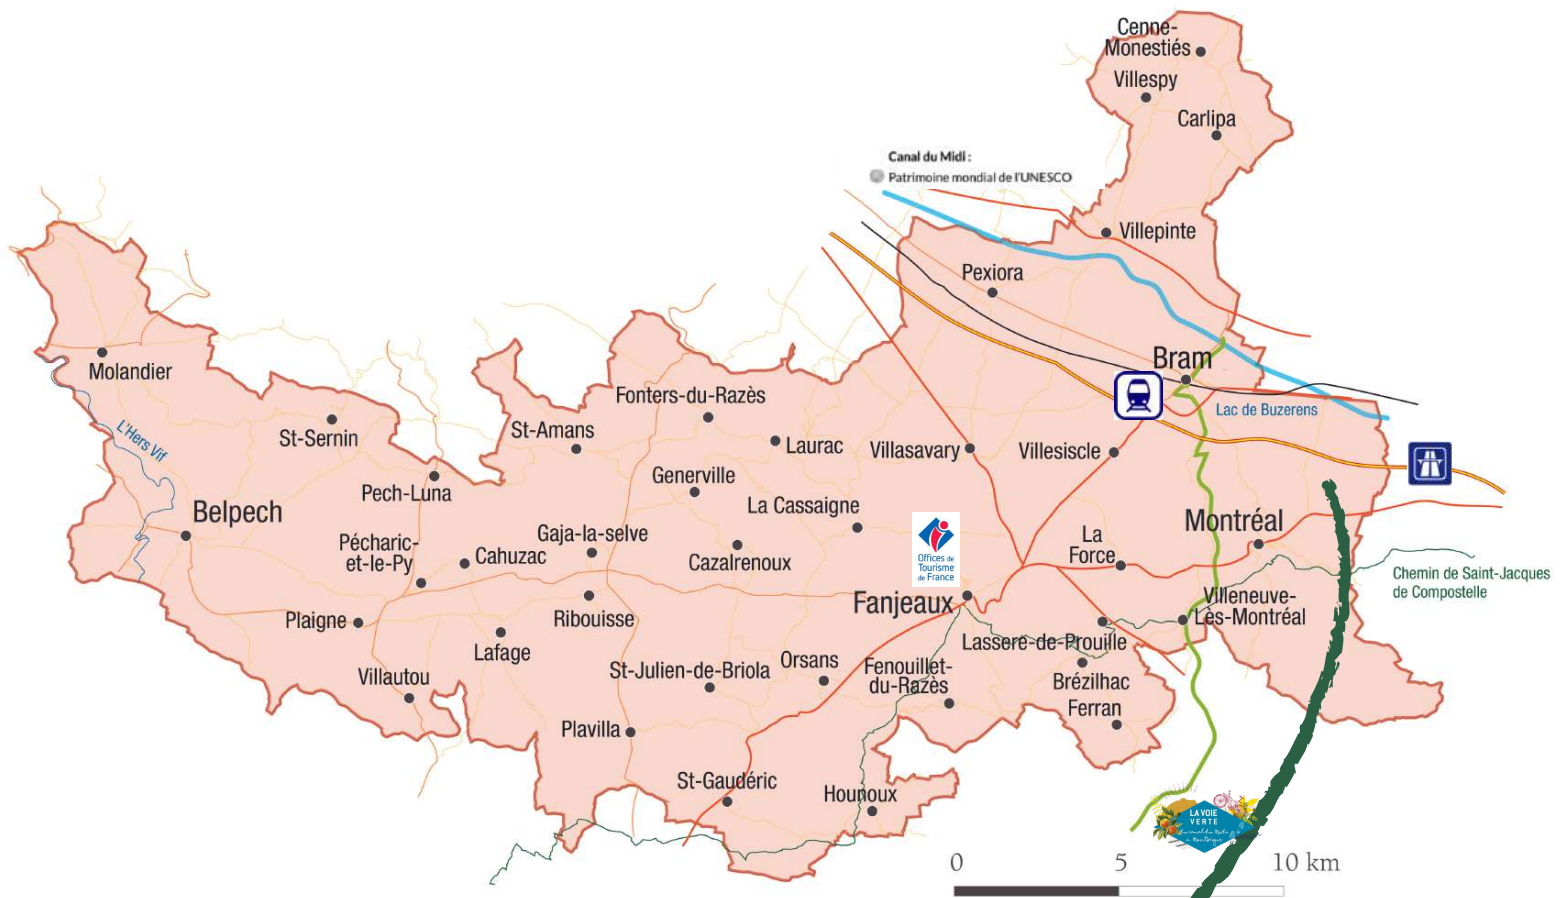 Cenne-
Monestiés
Villespy
Carlipa
Canal du Midi :
Patrimoine mondial de l'UNESCO
Villepinte
Pexiora
Bram
Molandier
Lac de Buzerens
Fonters-du-Razès
St-Sernin
St-Amans
L'Hers Vif
Laurac
Villasavary
Villesiscle
Generville
Pech-Luna
La Cassaigne
Belpech
Montréal
Gaja-la-selve
Pécharic-
et-le-Py
Cahuzac
Cazalrenoux
La
Force
Offices de
Tourisme
de France
Chemin de Saint-Jacques
de Compostelle
Fanjeaux
Villeneuve-
Lès-Montréal
Plaigne
Ribouisse
Lafage
Lassere-de-Prouille
St-Julien-de-Briola
Orsans
Fenouillet-
du-Razès
Villautou
Brézilhac
Ferran
Plavilla
St-Gaudéric
Hounoux
LA VOIE
VERTE
0 5 10 km